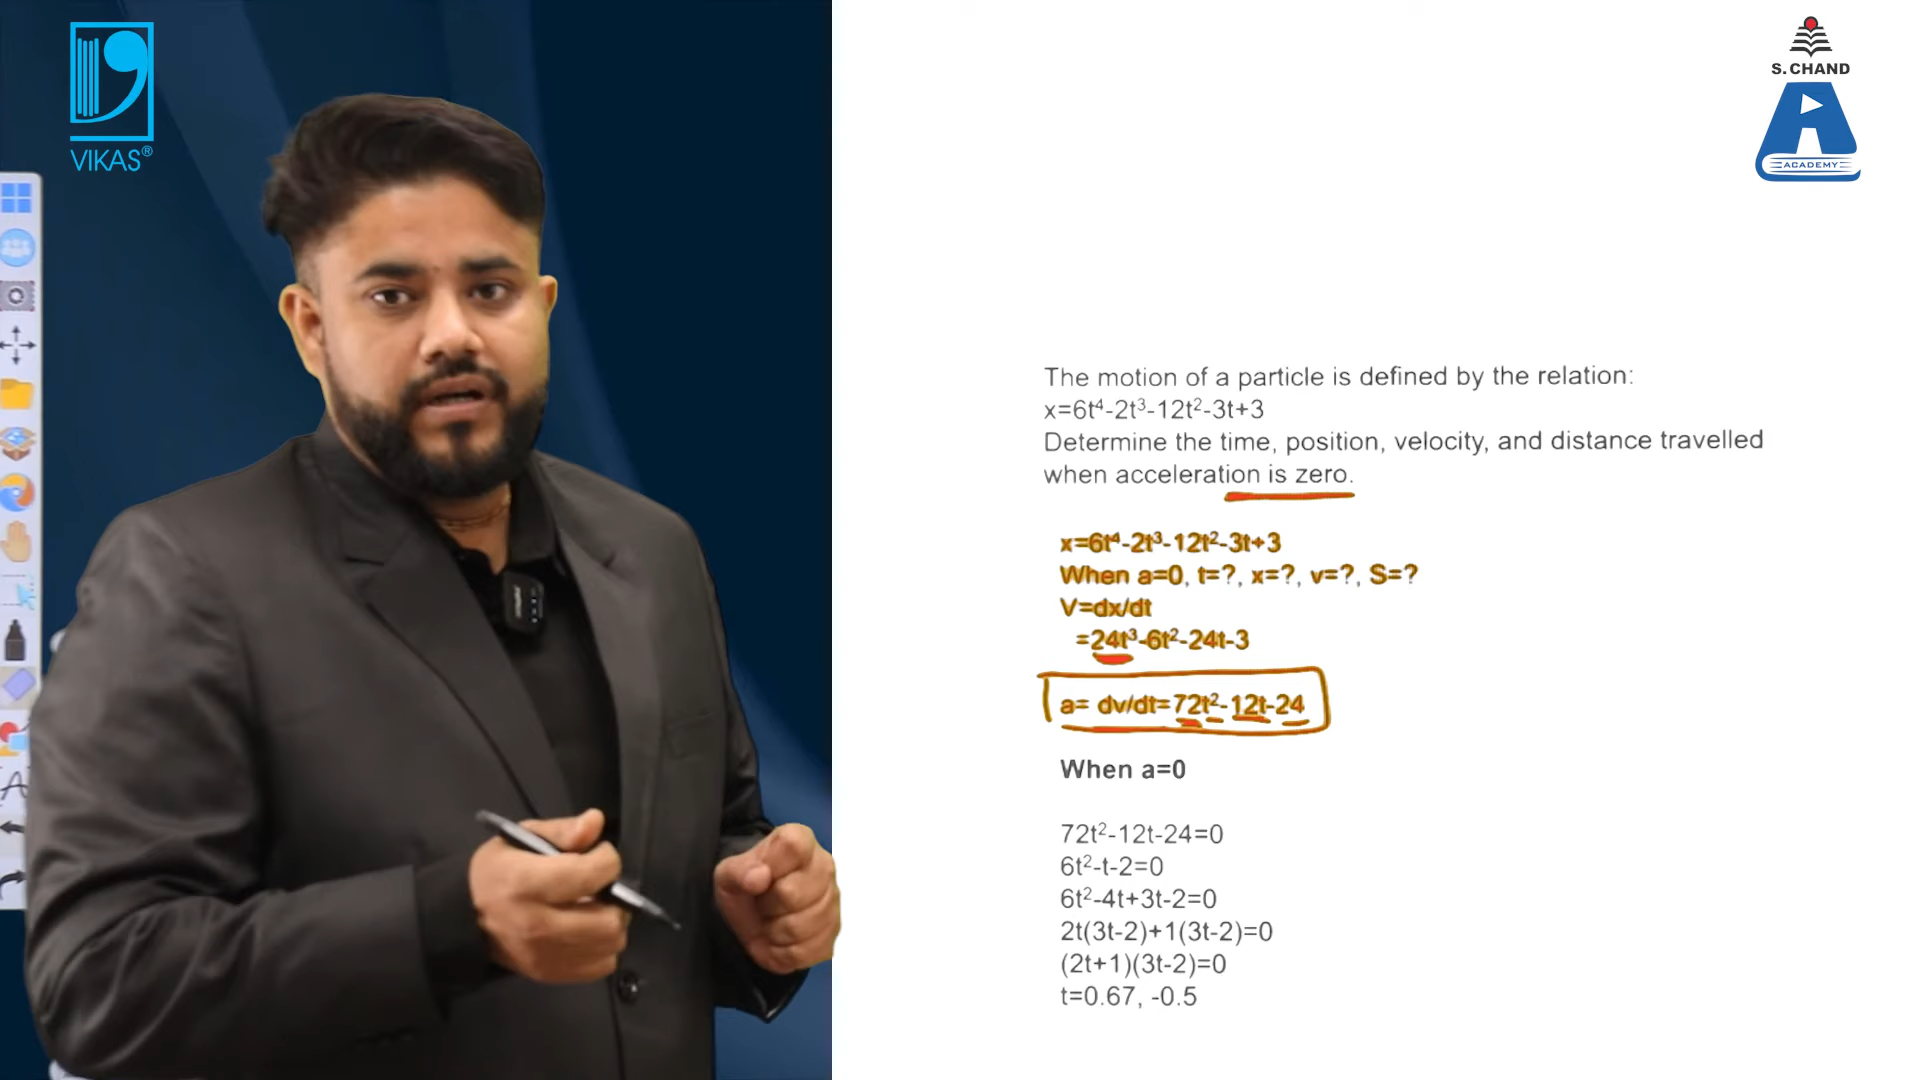 VIKAS®
S. CHAND
ACADEMY
The motion of a particle is defined by the relation:
x=6t⁴-2t³-12t²-3t+3
Determine the time, position, velocity, and distance travelled
when acceleration is zero.
x=6t⁴-2t³-12t²-3t+3
When a=0, t=?, x=?, v=?, S=?
V=dx/dt
=24t³-6t²-24t-3
a= dv/dt=72t²-12t-24
When a=0
72t²-12t-24=0
6t²-t-2=0
6t²-4t+3t-2=0
2t(3t-2)+1(3t-2)=0
(2t+1)(3t-2)=0
t=0.67, -0.5